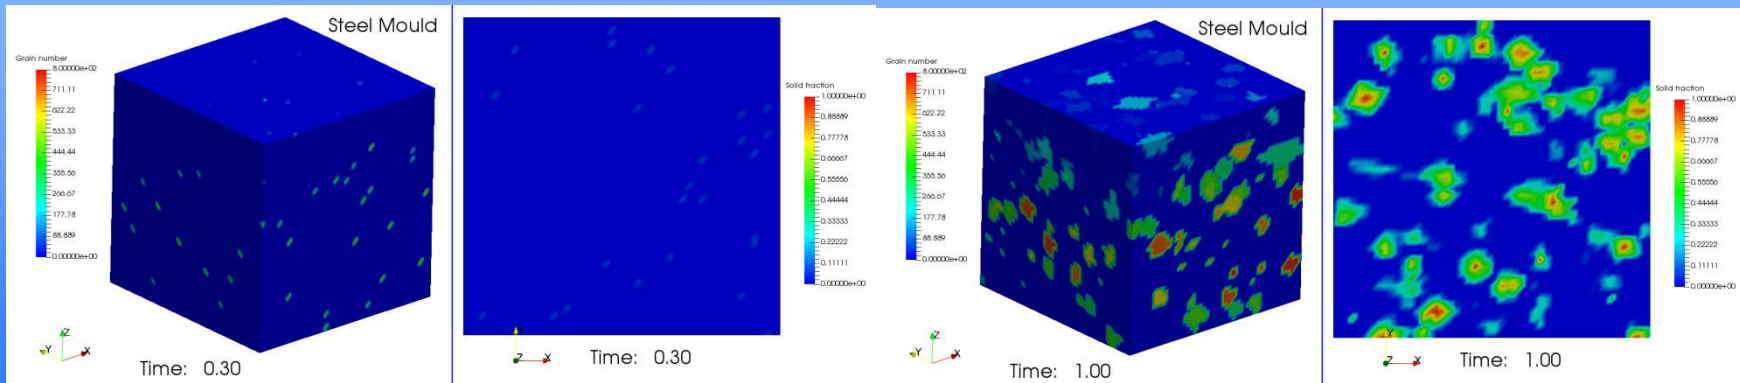 Steel Mould
Grain number
8.00000e+02
711.11
622.22
533.33
444.44
355.56
266.67
177.78
88.889
0.00000e+00
Z
Y
X
Time: 0.30
Solid fraction
1.00000e+00
0.88889
0.77778
0.66667
0.55556
0.44444
0.33333
0.22222
0.11111
0.00000e+00
Y
Z
X
Time: 0.30
Steel Mould
Grain number
8.00000e+02
711.11
622.22
533.33
444.44
355.56
266.67
177.78
88.889
0.00000e+00
Z
Y
X
Time: 1.00
Solid fraction
1.00000e+00
0.88889
0.77778
0.66667
0.55556
0.44444
0.33333
0.22222
0.11111
0.00000e+00
Y
Z
X
Time: 1.00